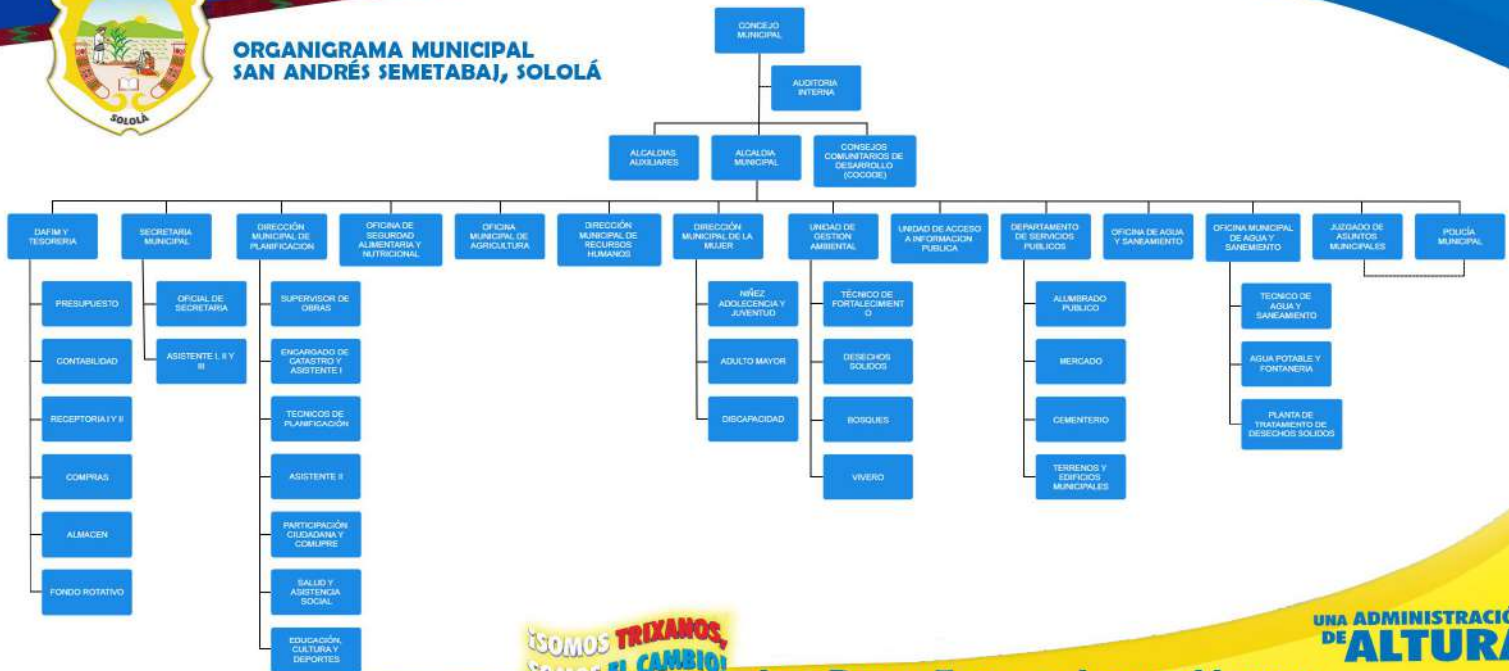 SOLOLÁ
ORGANIGRAMA MUNICIPAL
SAN ANDRÉS SEMETABAJ, SOLOLÁ
CONCEJO
MUNICIPAL
AUDITORIA
INTERNA
ALCALDIAS
AUXILIARES
ALCALDIA
MUNICIPAL
CONSEJOS
COMUNITARIOS DE
DESARROLLO
(COCODE)
DAFIM Y
TESORERIA
SECRETARIA
MUNICIPAL
DIRECCIÓN
MUNICIPAL DE
PLANIFICACION
OFICINA DE
SEGURIDAD
ALIMENTARIA Y
NUTRICIONAL
OFICINA
MUNICIPAL DE
AGRICULTURA
DIRECCIÓN
MUNICIPAL DE
RECURSOS
HUMANOS
DIRECCIÓN
MUNICIPAL DE LA
MUJER
UNIDAD DE
GESTION
AMBIENTAL
UNIDAD DE ACCESO
A INFORMACION
PUBLICA
DEPARTAMENTO
DE SERVICIOS
PUBLICOS
OFICINA DE AGUA
Y SANEAMIENTO
OFICINA MUNICIPAL
DE AGUA Y
SANEMIENTO
JUZGADO DE
ASUNTOS
MUNICIPALES
POLICÍA
MUNICIPAL
PRESUPUESTO
CONTABILIDAD
RECEPTORIA I Y II
COMPRAS
ALMACEN
FONDO ROTATIVO
OFICIAL DE
SECRETARIA
ASISTENTE I, II Y
III
SUPERVISOR DE
OBRAS
ENCARGADO DE
CATASTRO Y
ASISTENTE I
TECNICOS DE
PLANIFICACIÓN
ASISTENTE II
PARTICIPACIÓN
CIUDADANA Y
COMUPRE
SALUD Y
ASISTENCIA
SOCIAL
EDUCACIÓN,
CULTURA Y
DEPORTES
NIÑEZ
ADOLECENCIA Y
JUVENTUD
ADULTO MAYOR
DISCAPACIDAD
TÉCNICO DE
FORTALECIMIENT
O
DESECHOS
SOLIDOS
BOSQUES
VIVERO
ALUMBRADO
PUBLICO
MERCADO
CEMENTERIO
TERRENOS Y
EDIFICIOS
MUNICIPALES
TECNICO DE
AGUA Y
SANEAMIENTO
AGUA POTABLE Y
FONTANERIA
PLANTA DE
TRATAMIENTO DE
DESECHOS SOLIDOS
¡SOMOS TRIXANOS,
SOMOS EL CAMBIO!
UNA ADMINISTRACIÓ
DE ALTURA